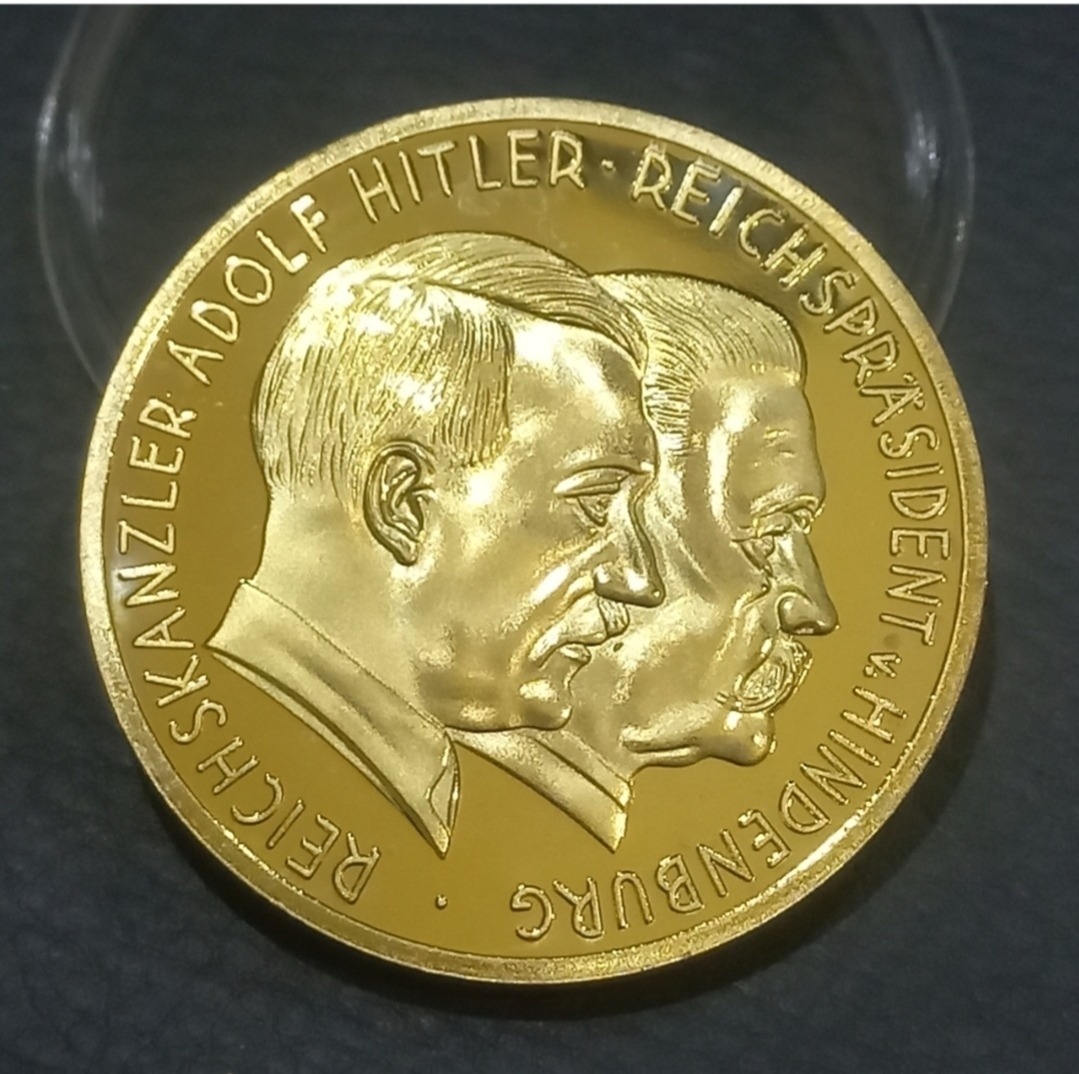 REICHSKANZLER ADOLF HITLER · REICHSPRÄSIDENT v. HINDENBURG ·